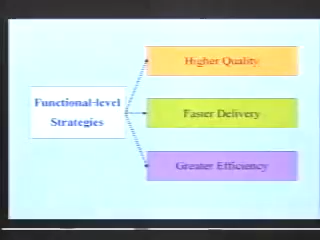 Functional-level
Strategies
Higher Quality
Faster Delivery
Greater Efficiency